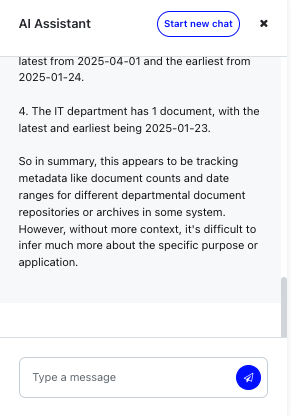 AI Assistant
Start new chat
latest from 2025-04-01 and the earliest from
2025-01-24.
4. The IT department has 1 document, with the
latest and earliest being 2025-01-23.
So in summary, this appears to be tracking
metadata like document counts and date
ranges for different departmental document
repositories or archives in some system.
However, without more context, it's difficult to
infer much more about the specific purpose or
application.
Type a message